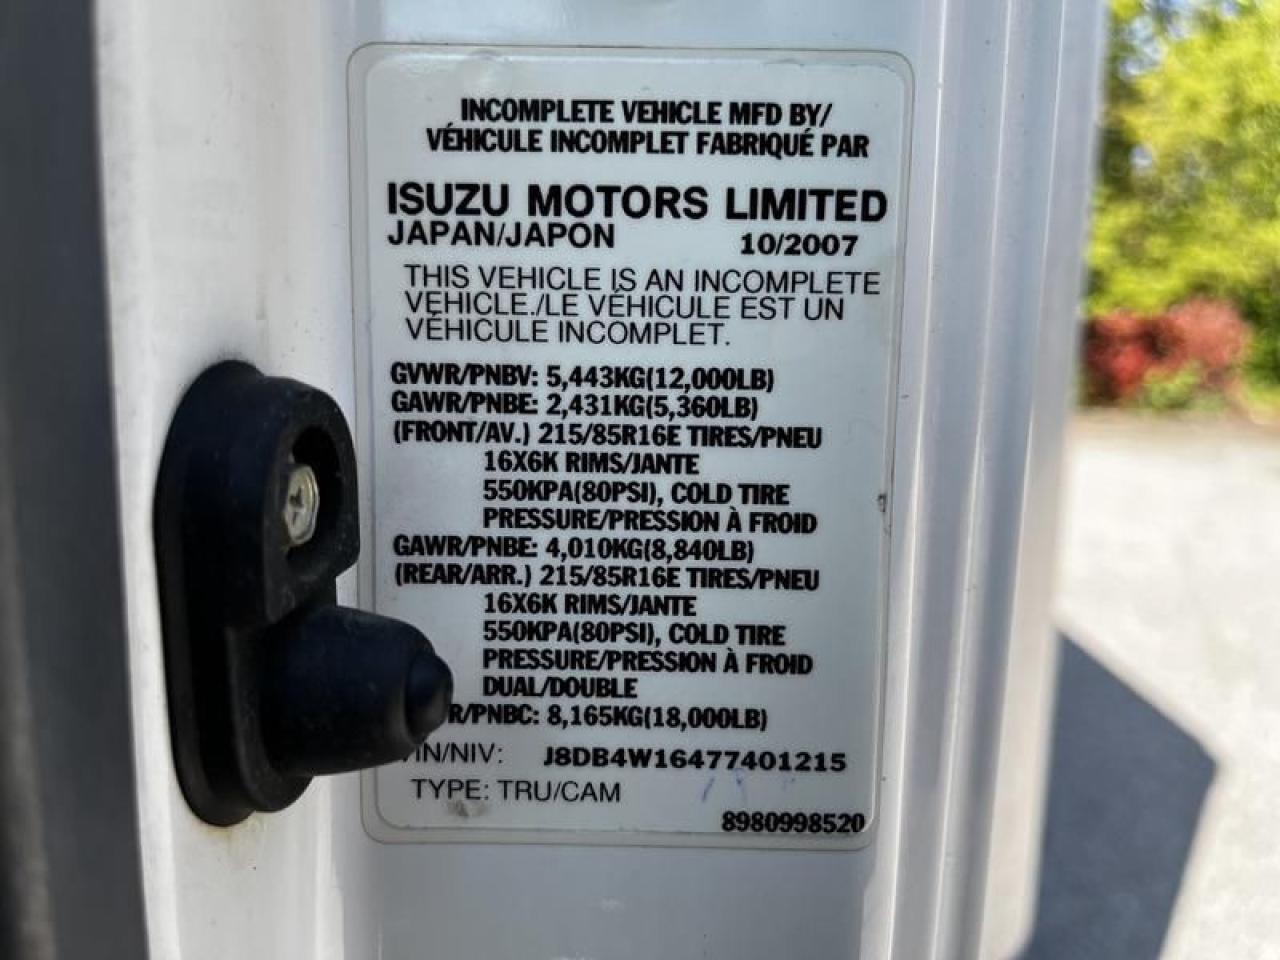 INCOMPLETE VEHICLE MFD BY/
VÉHICULE INCOMPLET FABRIQUÉ PAR
ISUZU MOTORS LIMITED
JAPAN/JAPON 10/2007
THIS VEHICLE IS AN INCOMPLETE
VEHICLE./LE VÉHICULE EST UN
VÉHICULE INCOMPLET.
GVWR/PNBV: 5,443KG(12,000LB)
GAWR/PNBE: 2,431KG(5,360LB)
(FRONT/AV.) 215/85R16E TIRES/PNEU
16X6K RIMS/JANTE
550KPA(80PSI), COLD TIRE
PRESSURE/PRESSION À FROID
GAWR/PNBE: 4,010KG(8,840LB)
(REAR/ARR.) 215/85R16E TIRES/PNEU
16X6K RIMS/JANTE
550KPA(80PSI), COLD TIRE
PRESSURE/PRESSION À FROID
DUAL/DOUBLE
R/PNBC: 8,165KG(18,000LB)
IN/NIV: J8DB4W16477401215
TYPE: TRU/CAM
8980998520